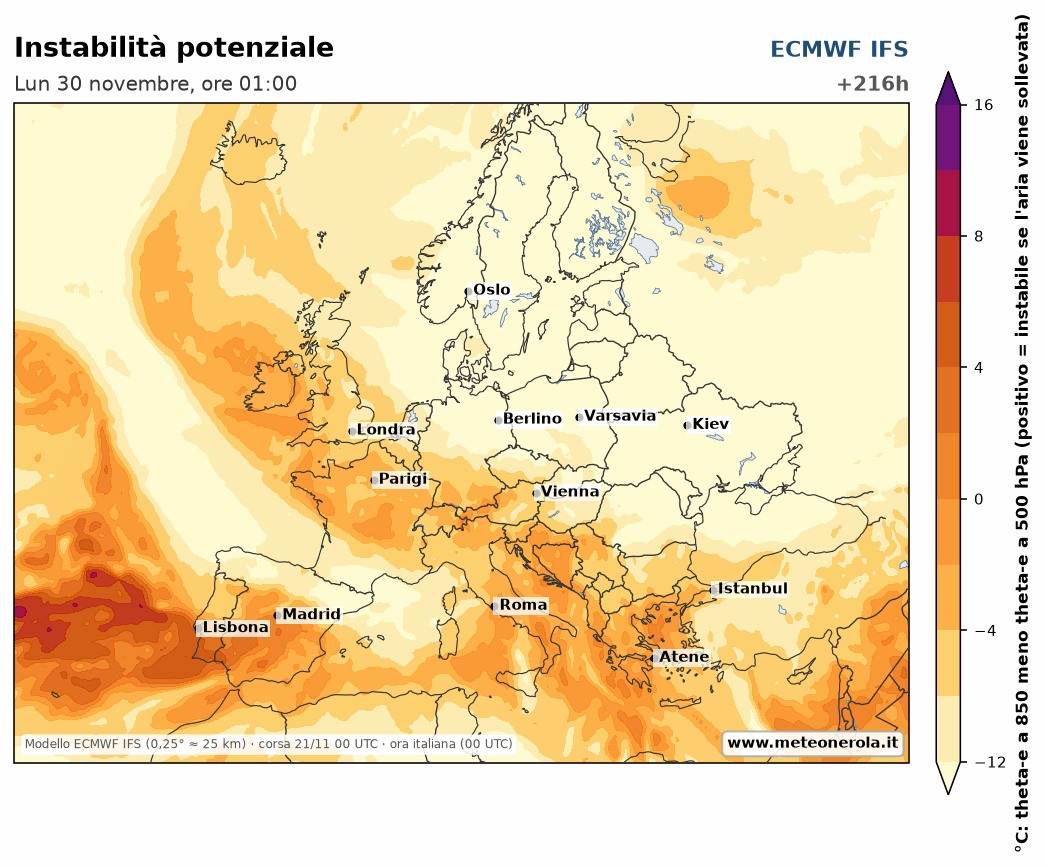 Instabilità potenziale
ECMWF IFS
Lun 30 novembre, ore 01:00
+216h
16
8
4
0
−4
−12
°C: theta-e a 850 meno theta-e a 500 hPa (positivo = instabile se l'aria viene sollevata)
Oslo
Berlino
Varsavia
Kiev
Londra
Parigi
Vienna
Istanbul
Roma
Madrid
Lisbona
Atene
Modello ECMWF IFS (0,25° ≈ 25 km) · corsa 21/11 00 UTC · ora italiana (00 UTC)
www.meteonerola.it